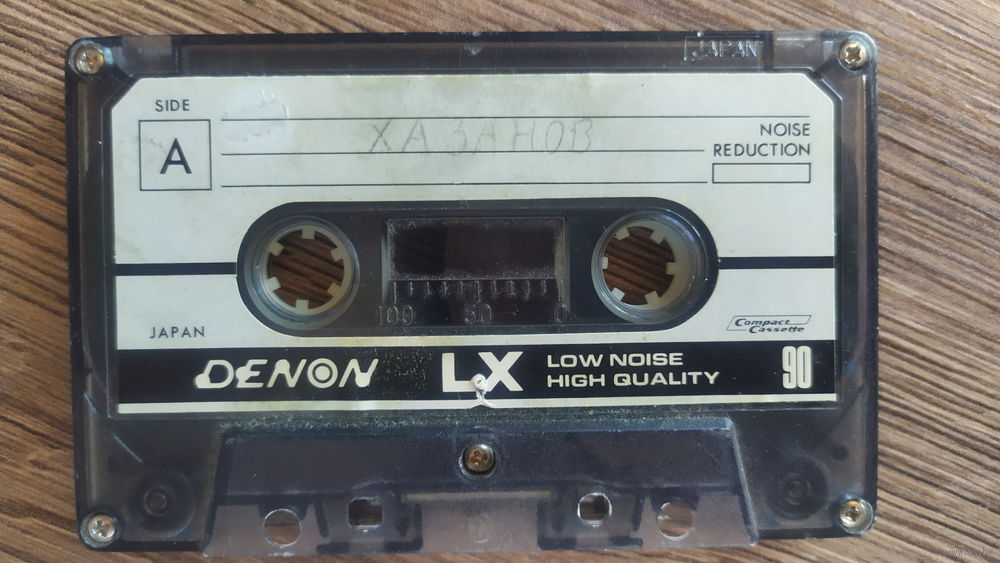 JAPAN
SIDE
A
ХАЗАНОВ
NOISE
REDUCTION
100 50 0
JAPAN
Compact
Cassette
DENON LX LOW NOISE
HIGH QUALITY 90